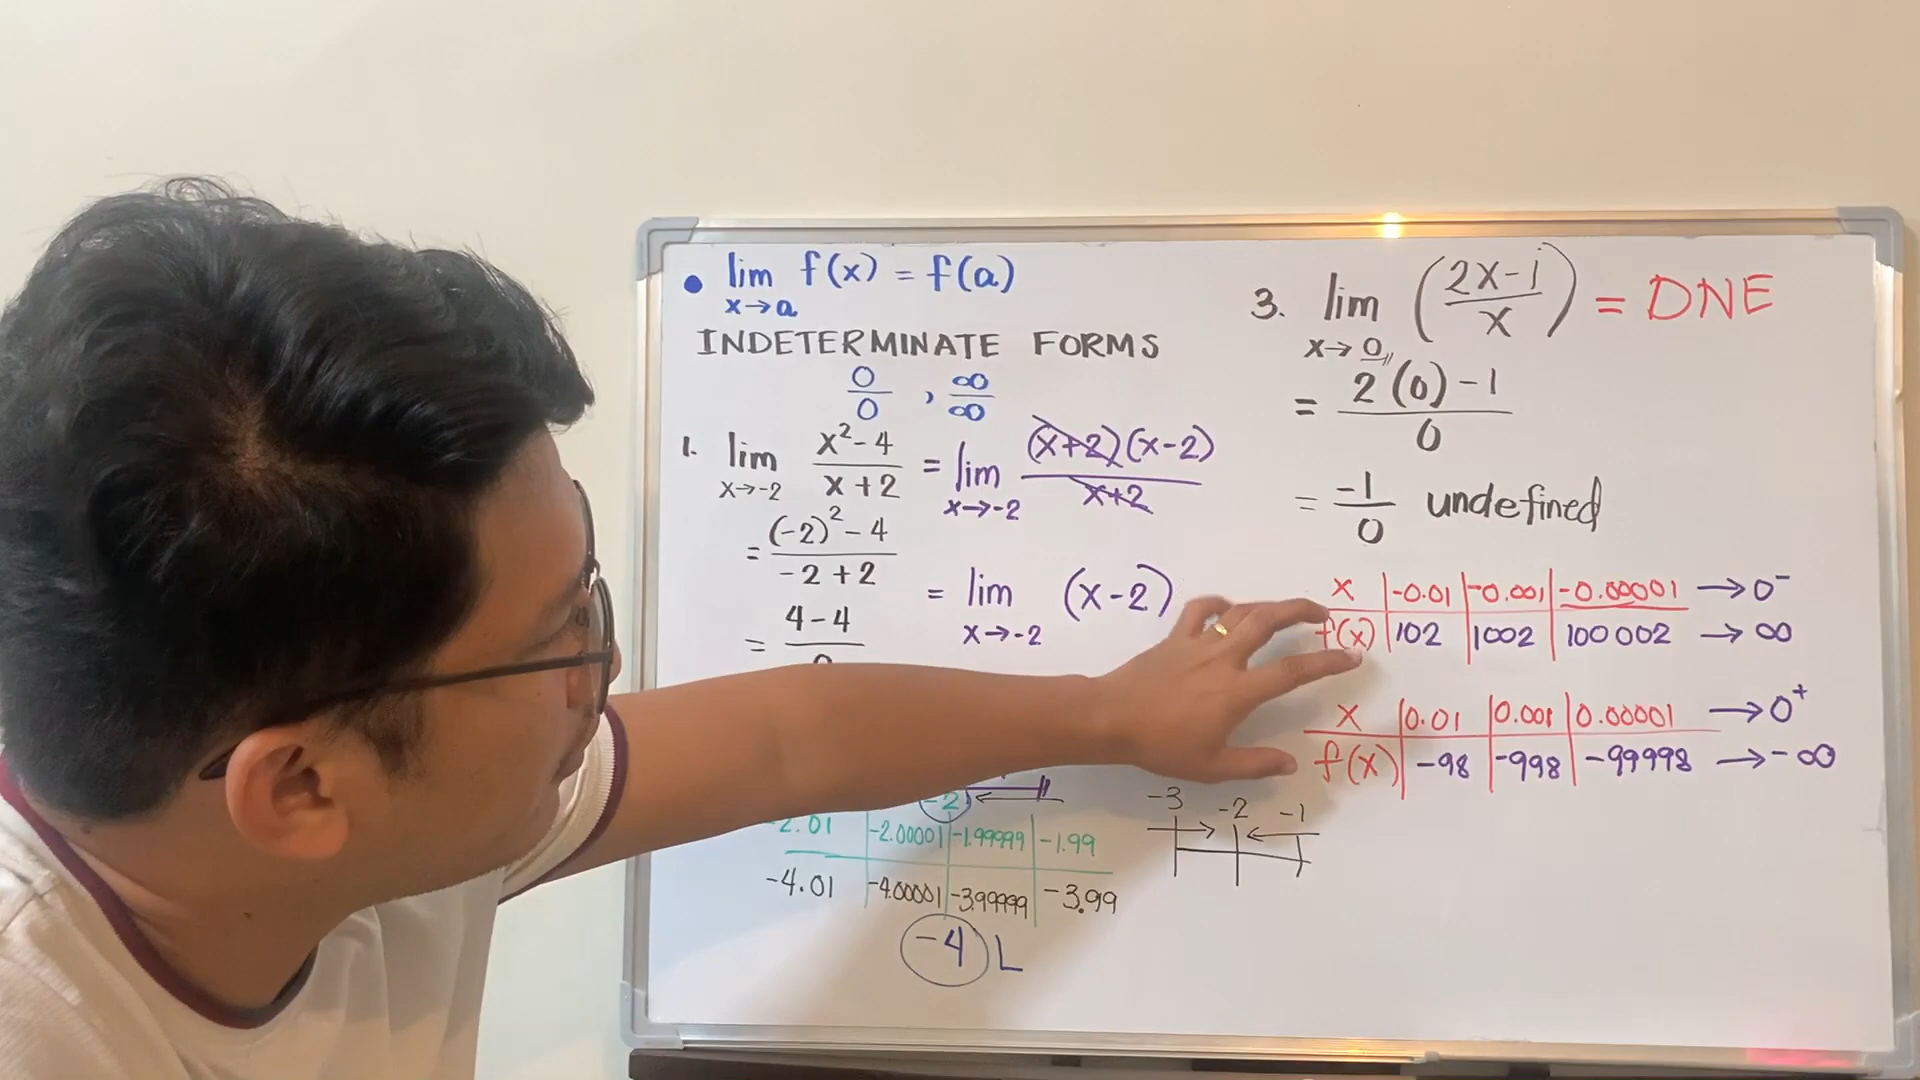 • lim f(x) = f(a)
x→a
INDETERMINATE FORMS
0/0 , ∞/∞
1. lim x²-4 / x+2 = lim (x+2)(x-2) / x+2
x→-2 x→-2
= (-2)²-4 / -2+2
= lim (x-2)
x→-2
= 4-4
-2
-2.01 | -2.00001 | -1.99999 | -1.99
-4.01 | -4.00001 | -3.99999 | -3.99
-4 L
-3 -2 -1
3. lim (2x-1 / x) = DNE
x→0
= 2(0)-1 / 0
= -1/0 undefined
x | -0.01 | -0.001 | -0.00001 → 0⁻
f(x) | 102 | 1002 | 100002 → ∞
x | 0.01 | 0.001 | 0.00001 → 0⁺
f(x) | -98 | -998 | -99998 → -∞